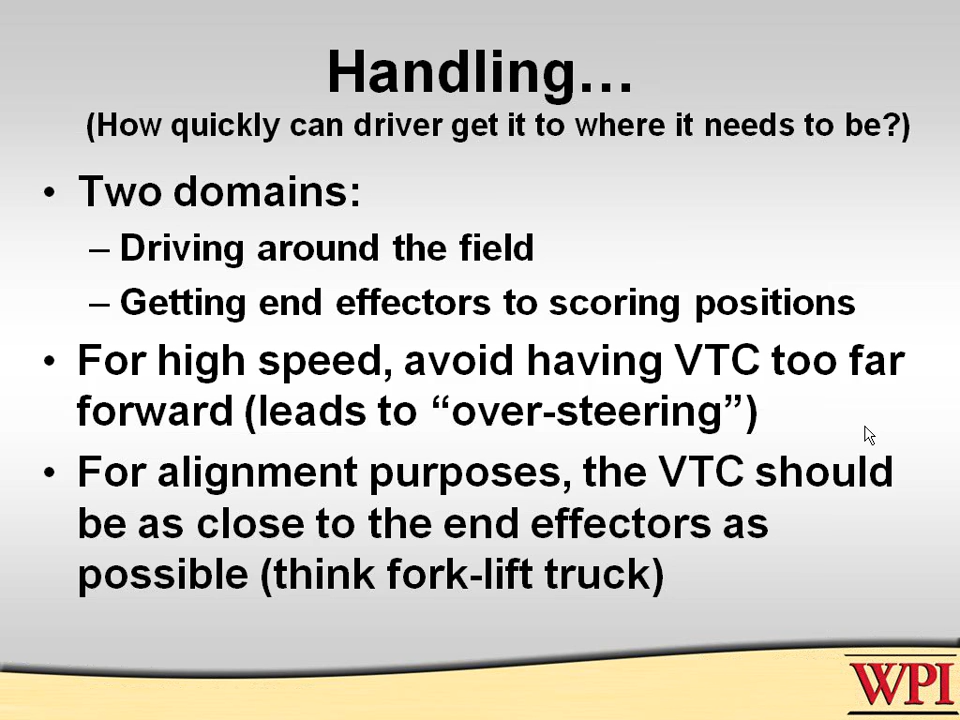 Handling…
(How quickly can driver get it to where it needs to be?)
• Two domains:
– Driving around the field
– Getting end effectors to scoring positions
• For high speed, avoid having VTC too far
forward (leads to “over-steering”)
• For alignment purposes, the VTC should
be as close to the end effectors as
possible (think fork-lift truck)
WPI